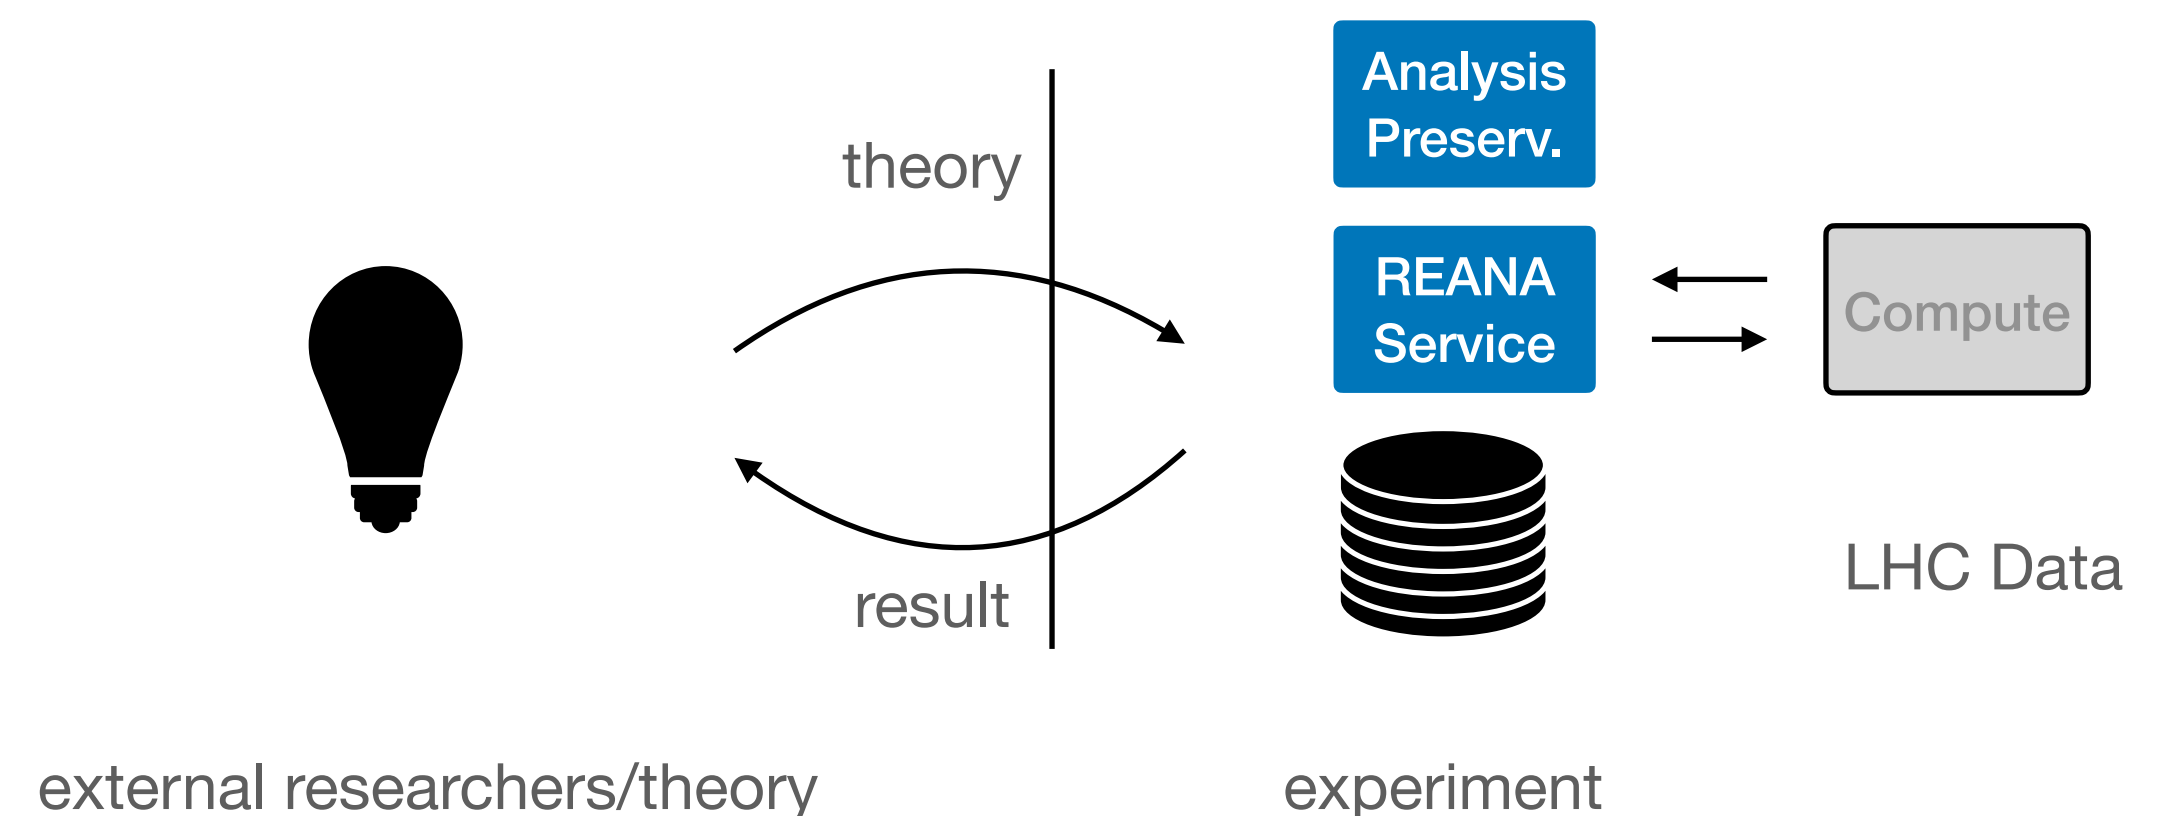 Analysis
Preserv.
theory
REANA
Service
Compute
LHC Data
result
external researchers/theory
experiment